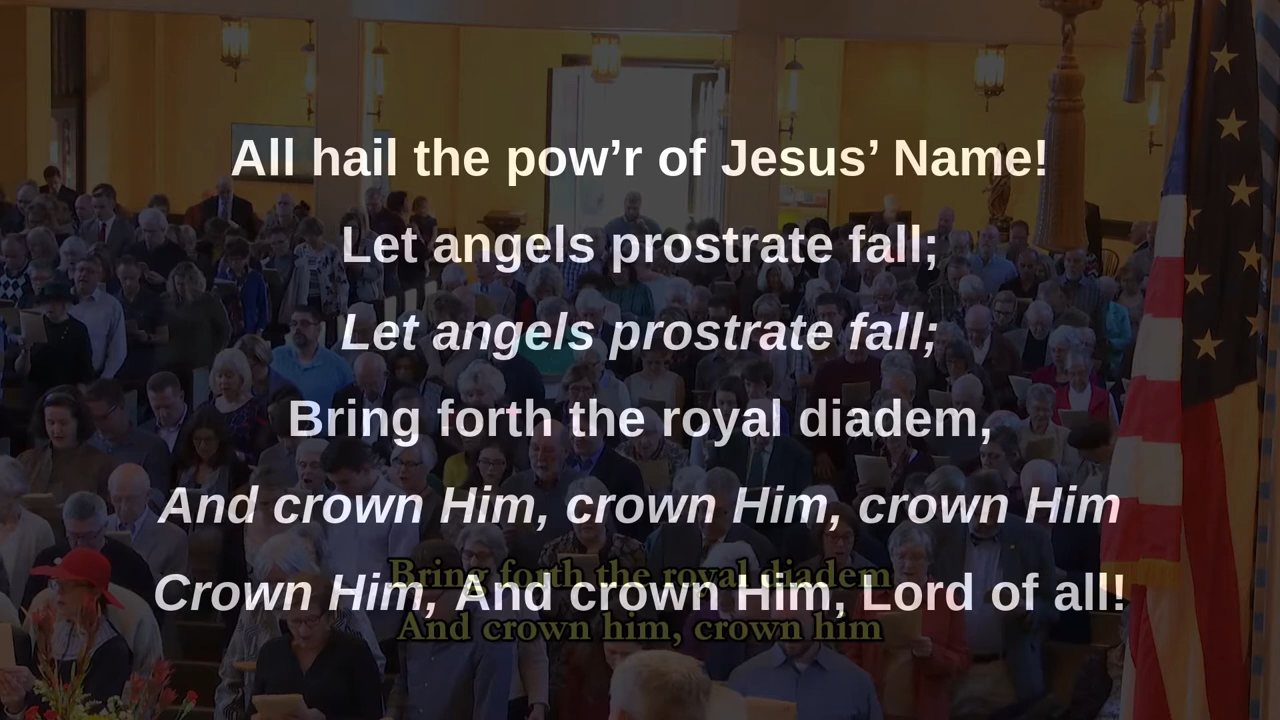 All hail the pow’r of Jesus’ Name!
Let angels prostrate fall;
Let angels prostrate fall;
Bring forth the royal diadem,
And crown Him, crown Him, crown Him
Bring forth the royal diadem
Crown Him, And crown Him, Lord of all!
And crown him, crown him